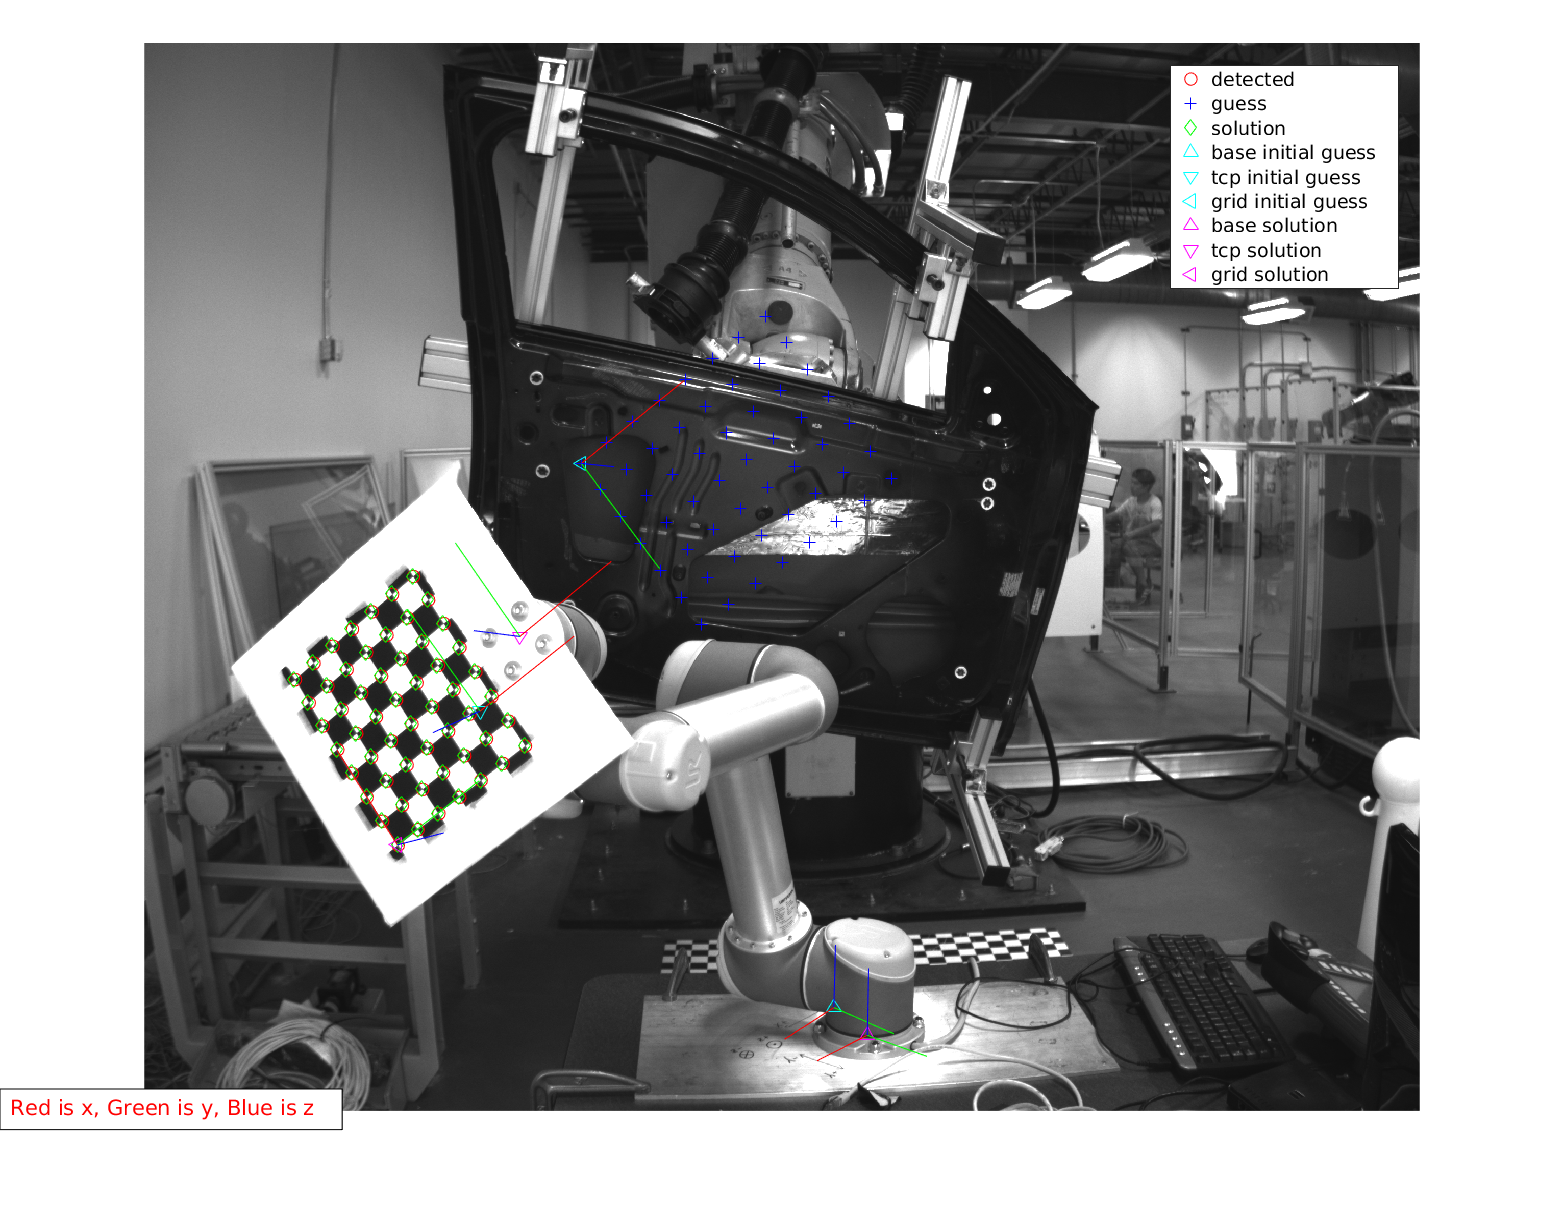 detected
guess
solution
base initial guess
tcp initial guess
grid initial guess
base solution
tcp solution
grid solution
UR
Red is x, Green is y, Blue is z